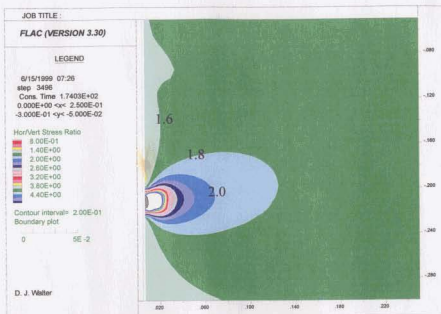 JOB TITLE :
FLAC (VERSION 3.30)
LEGEND
6/15/1999 07:26
step 3496
Cons. Time 1.7403E+02
0.000E+00 <x< 2.500E-01
-3.000E-01 <y< -5.000E-02
Hor/Vert Stress Ratio
8.00E-01
1.40E+00
2.00E+00
2.60E+00
3.20E+00
3.80E+00
4.40E+00
Contour interval= 2.00E-01
Boundary plot
0 5E -2
D. J. Walter
1.6
1.8
2.0
-.080
-.120
-.160
-.200
-.240
-.280
.020 .060 .100 .160 .220